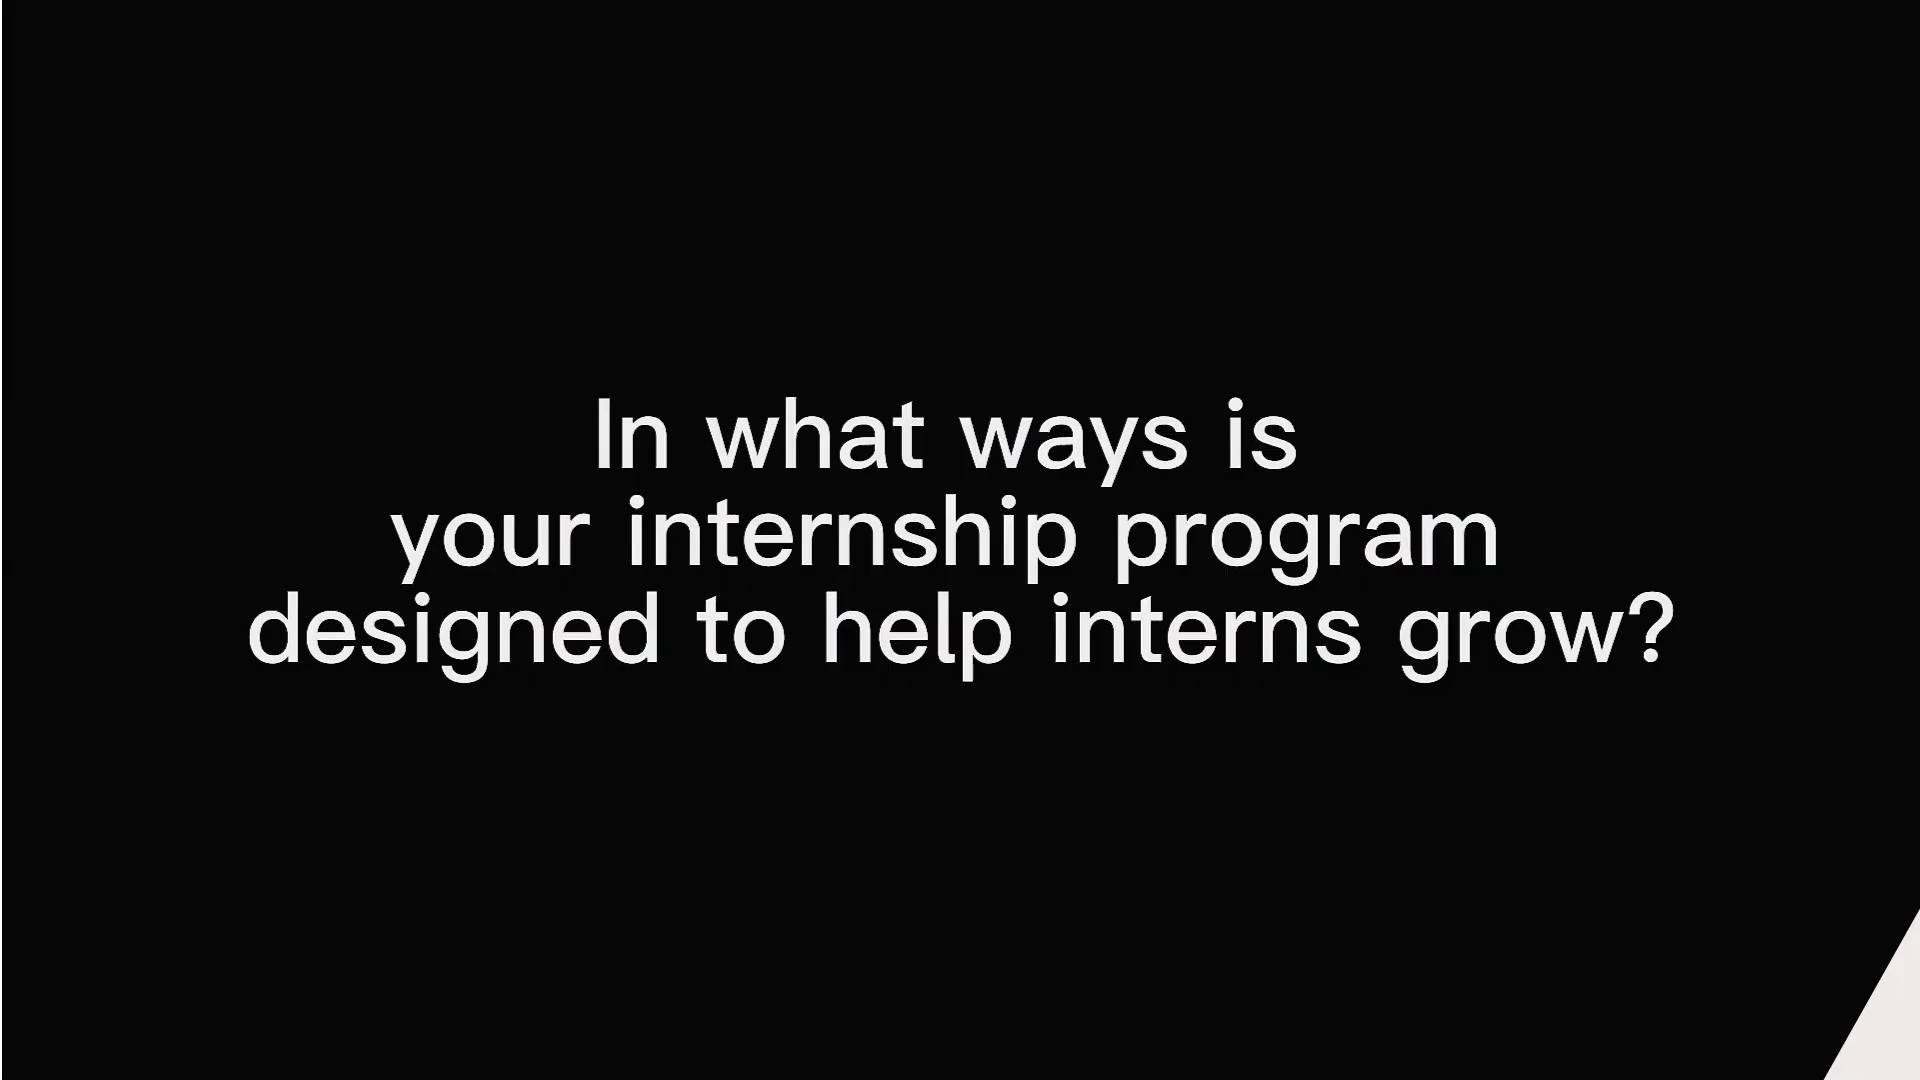 In what ways is
your internship program
designed to help interns grow?